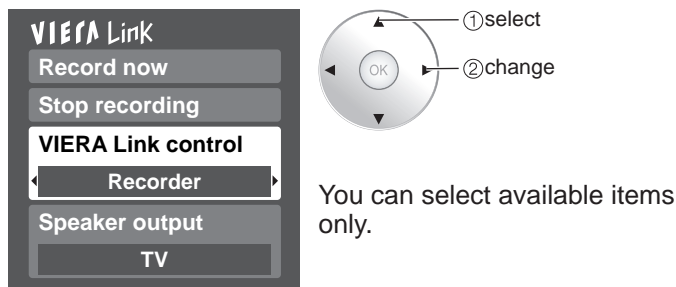 VIERA Link
Record now
Stop recording
VIERA Link control
Recorder
Speaker output
TV
①select
OK
②change
You can select available items
only.